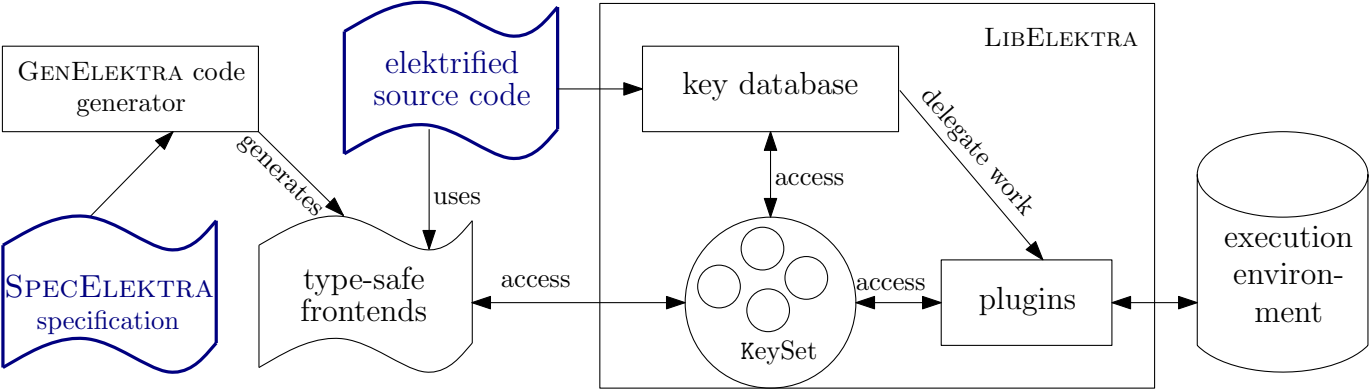 GENELEKTRA code
generator
generates
SPECELEKTRA
specification
elektrified
source code
uses
type-safe
frontends
access
LIBELEKTRA
key database
delegate work
access
access
KeySet
plugins
execution
environ-
ment